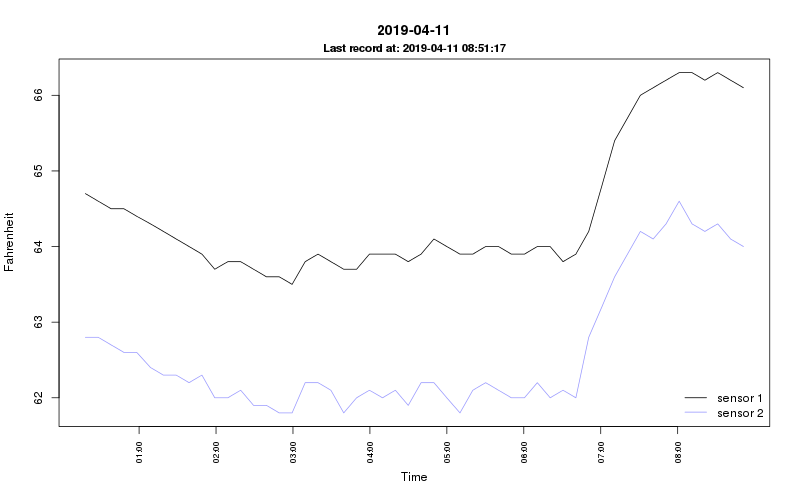 2019-04-11
Last record at: 2019-04-11 08:51:17
Fahrenheit
66
65
64
63
62
sensor 1
sensor 2
01:00 02:00 03:00 04:00 05:00 06:00 07:00 08:00
Time